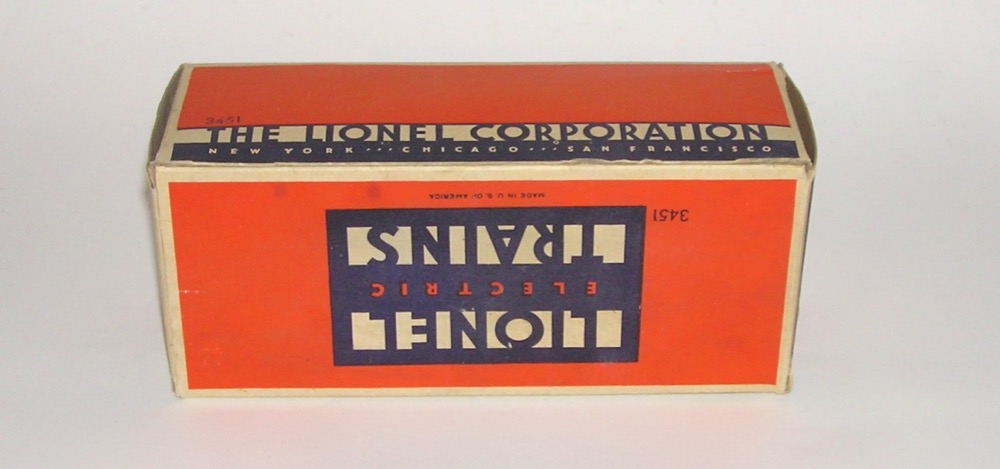 3451
THE LIONEL CORPORATION
NEW YORK · · · CHICAGO · · · SAN FRANCISCO
LIONEL
ELECTRIC
TRAINS
3451
MADE IN U. S. OF AMERICA